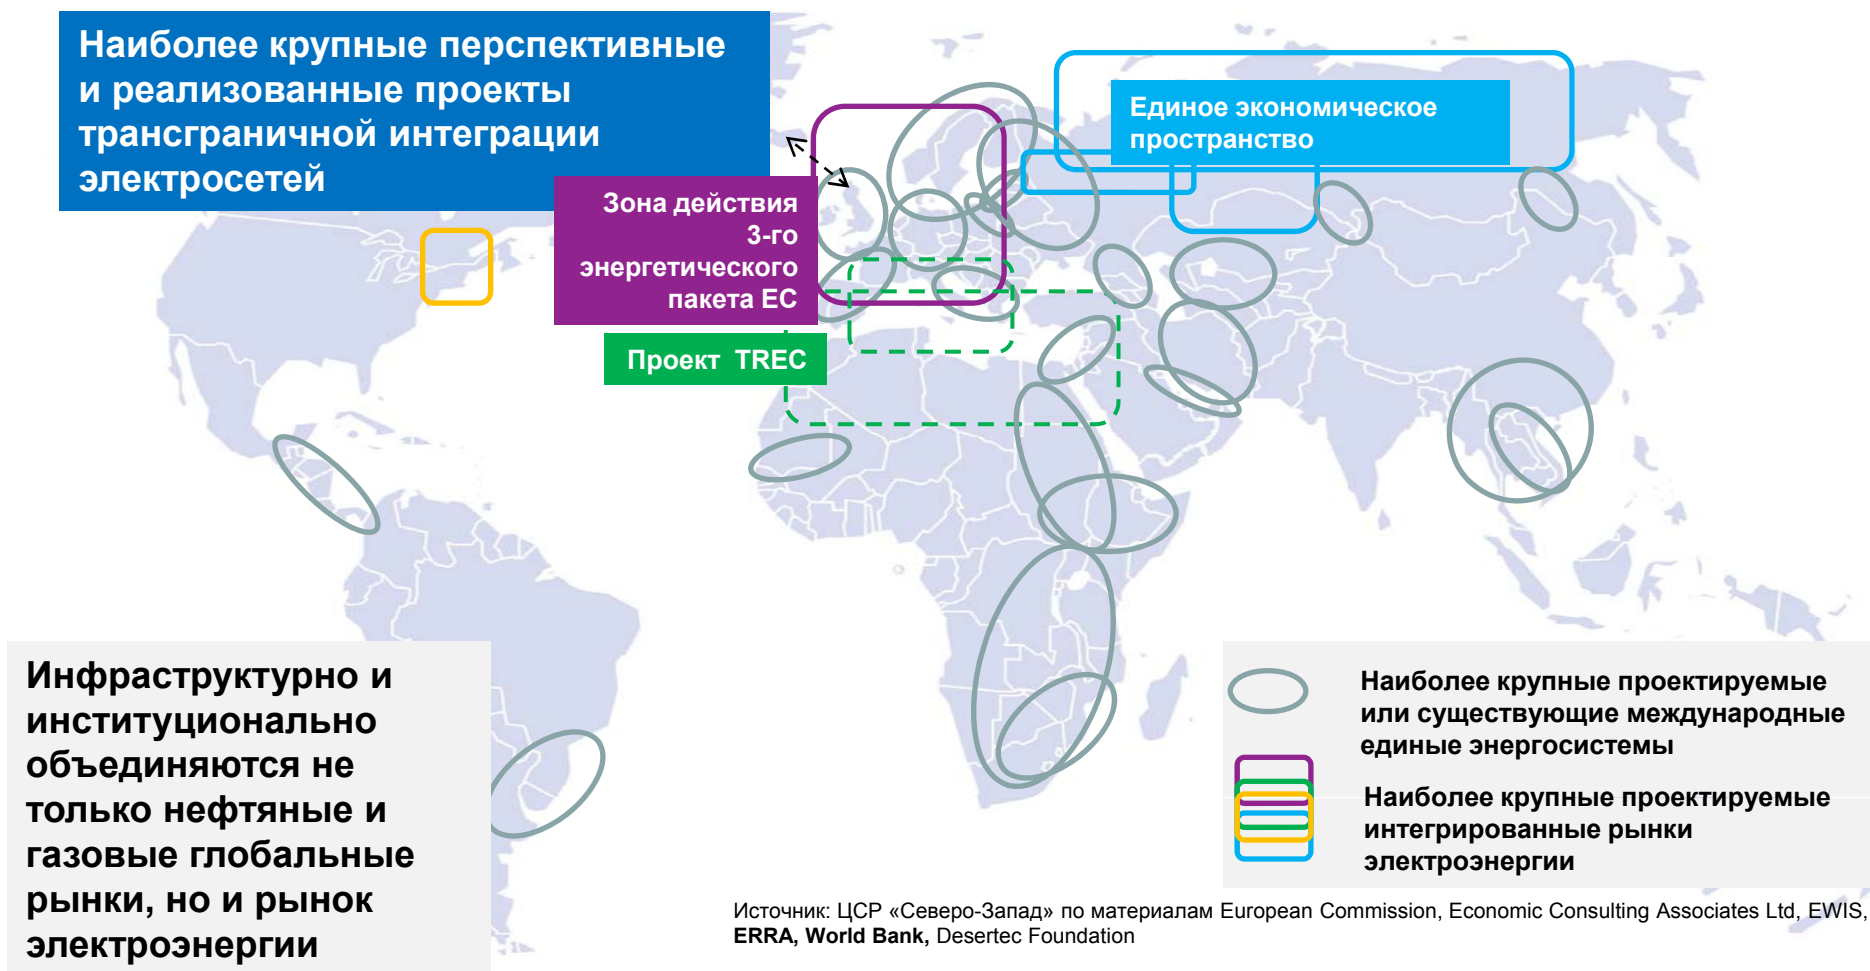 Наиболее крупные перспективные
и реализованные проекты
трансграничной интеграции
электросетей
Единое экономическое
пространство
Зона действия
3-го
энергетического
пакета ЕС
Проект TREC
Инфраструктурно и
институционально
объединяются не
только нефтяные и
газовые глобальные
рынки, но и рынок
электроэнергии
Наиболее крупные проектируемые
или существующие международные
единые энергосистемы
Наиболее крупные проектируемые
интегрированные рынки
электроэнергии
Источник: ЦСР «Северо-Запад» по материалам European Commission, Economic Consulting Associates Ltd, EWIS,
ERRA, World Bank, Desertec Foundation